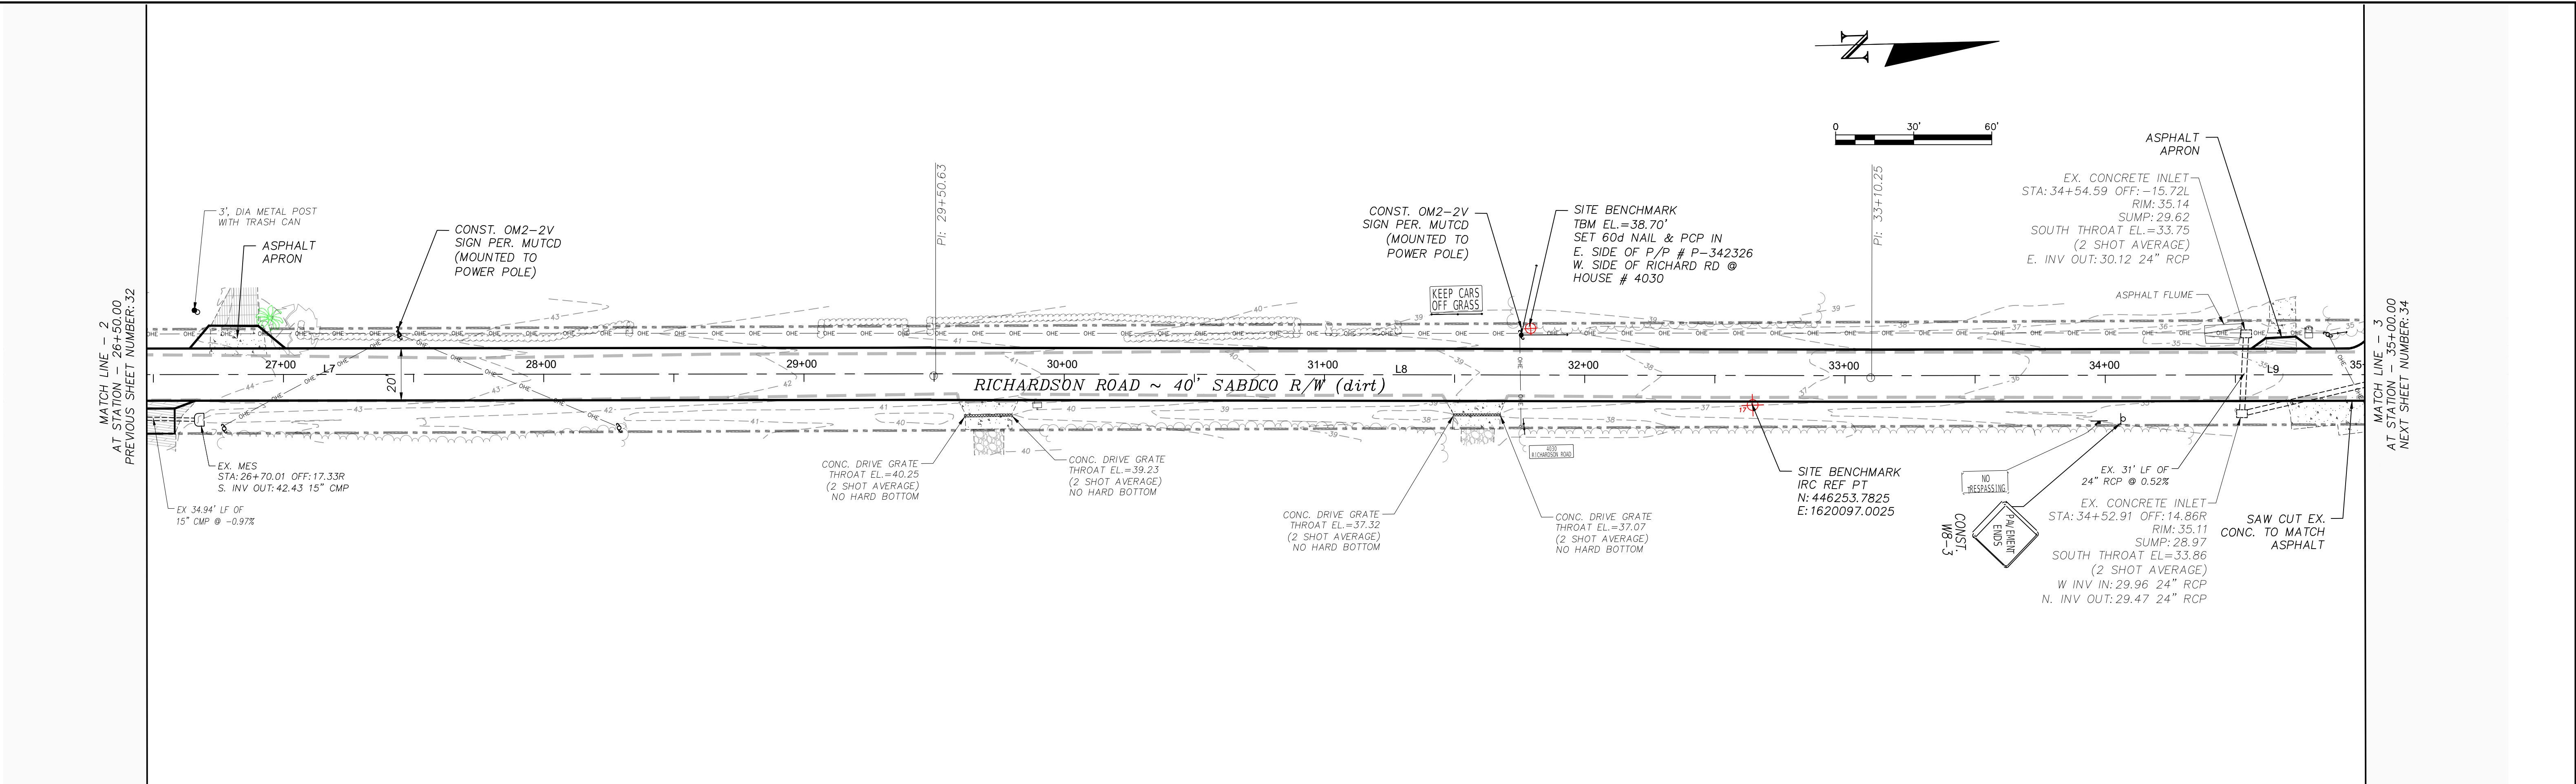 N
0 30' 60'
MATCH LINE - 2
AT STATION - 26+50.00
PREVIOUS SHEET NUMBER:32
3', DIA METAL POST
WITH TRASH CAN
ASPHALT
APRON
CONST. OM2-2V
SIGN PER. MUTCD
(MOUNTED TO
POWER POLE)
PI: 29+50.63
CONST. OM2-2V
SIGN PER. MUTCD
(MOUNTED TO
POWER POLE)
SITE BENCHMARK
TBM EL.=38.70'
SET 60d NAIL & PCP IN
E. SIDE OF P/P # P-342326
W. SIDE OF RICHARD RD @
HOUSE # 4030
KEEP CARS
OFF GRASS
PI: 33+10.25
ASPHALT
APRON
EX. CONCRETE INLET
STA: 34+54.59 OFF: -15.72L
RIM: 35.14
SUMP: 29.62
SOUTH THROAT EL.=33.75
(2 SHOT AVERAGE)
E. INV OUT: 30.12 24" RCP
ASPHALT FLUME
27+00 L7 28+00 29+00 30+00 31+00 L8 32+00 33+00 34+00 L9 35+
20'
RICHARDSON ROAD ~ 40' SABDCO R/W (dirt)
EX. MES
STA: 26+70.01 OFF: 17.33R
S. INV OUT: 42.43 15" CMP
EX 34.94' LF OF
15" CMP @ -0.97%
CONC. DRIVE GRATE
THROAT EL.=40.25
(2 SHOT AVERAGE)
NO HARD BOTTOM
CONC. DRIVE GRATE
THROAT EL.=39.23
(2 SHOT AVERAGE)
NO HARD BOTTOM
CONC. DRIVE GRATE
THROAT EL.=37.32
(2 SHOT AVERAGE)
NO HARD BOTTOM
CONC. DRIVE GRATE
THROAT EL.=37.07
(2 SHOT AVERAGE)
NO HARD BOTTOM
4030
RICHARDSON ROAD
17
SITE BENCHMARK
IRC REF PT
N: 446253.7825
E: 1620097.0025
NO
TRESPASSING
PAVEMENT
ENDS
CONST.
W8-3
EX. 31' LF OF
24" RCP @ 0.52%
EX. CONCRETE INLET
STA: 34+52.91 OFF: 14.86R
RIM: 35.11
SUMP: 28.97
SOUTH THROAT EL=33.86
(2 SHOT AVERAGE)
W INV IN: 29.96 24" RCP
N. INV OUT: 29.47 24" RCP
SAW CUT EX.
CONC. TO MATCH
ASPHALT
MATCH LINE - 3
AT STATION - 35+00.00
NEXT SHEET NUMBER: 34